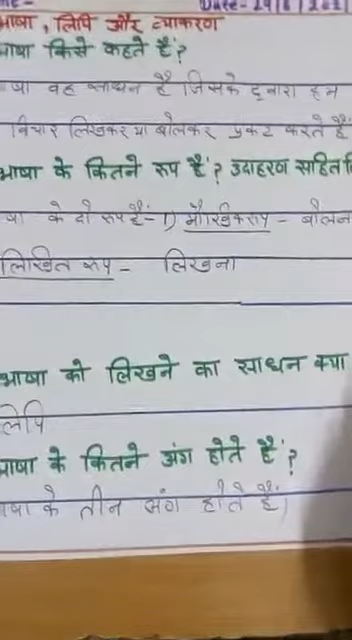 भाषा, लिपि और व्याकरण
भाषा किसे कहते हैं?
भाषा वह साधन है जिसके द्वारा हम
विचार लिखकर या बोलकर प्रकट करते हैं
भाषा के कितने रूप हैं? उदाहरण सहित
षा के दो रूप हैं- 1) मौखिक रूप - बोलना
लिखित रूप - लिखना
भाषा को लिखने का साधन क्या
लिपि
भाषा के कितने अंग होते हैं?
भाषा के तीन अंग होते हैं।